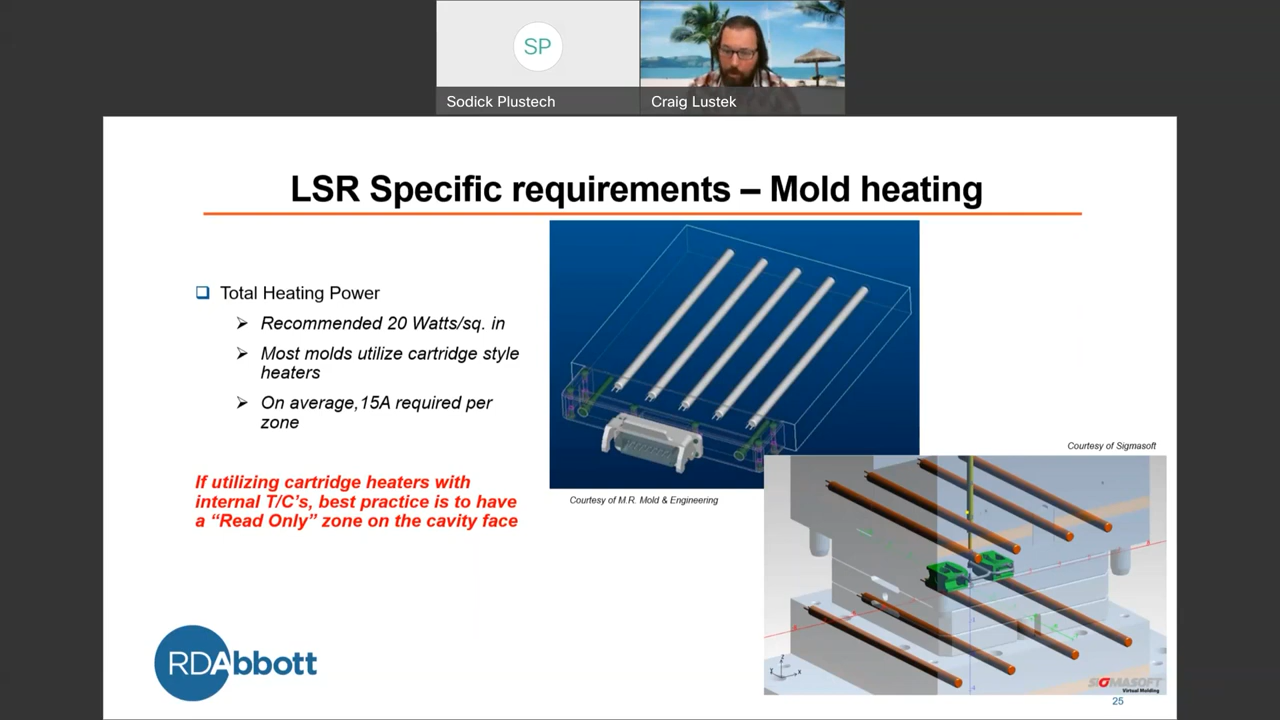 SP
Sodick Plustech
Craig Lustek
LSR Specific requirements – Mold heating
Total Heating Power
Recommended 20 Watts/sq. in
Most molds utilize cartridge style
heaters
On average,15A required per
zone
If utilizing cartridge heaters with
internal T/C's, best practice is to have
a “Read Only” zone on the cavity face
Courtesy of M.R. Mold & Engineering
Courtesy of Sigmasoft
RDAbbott
SIGMASOFT
Virtual Molding
25